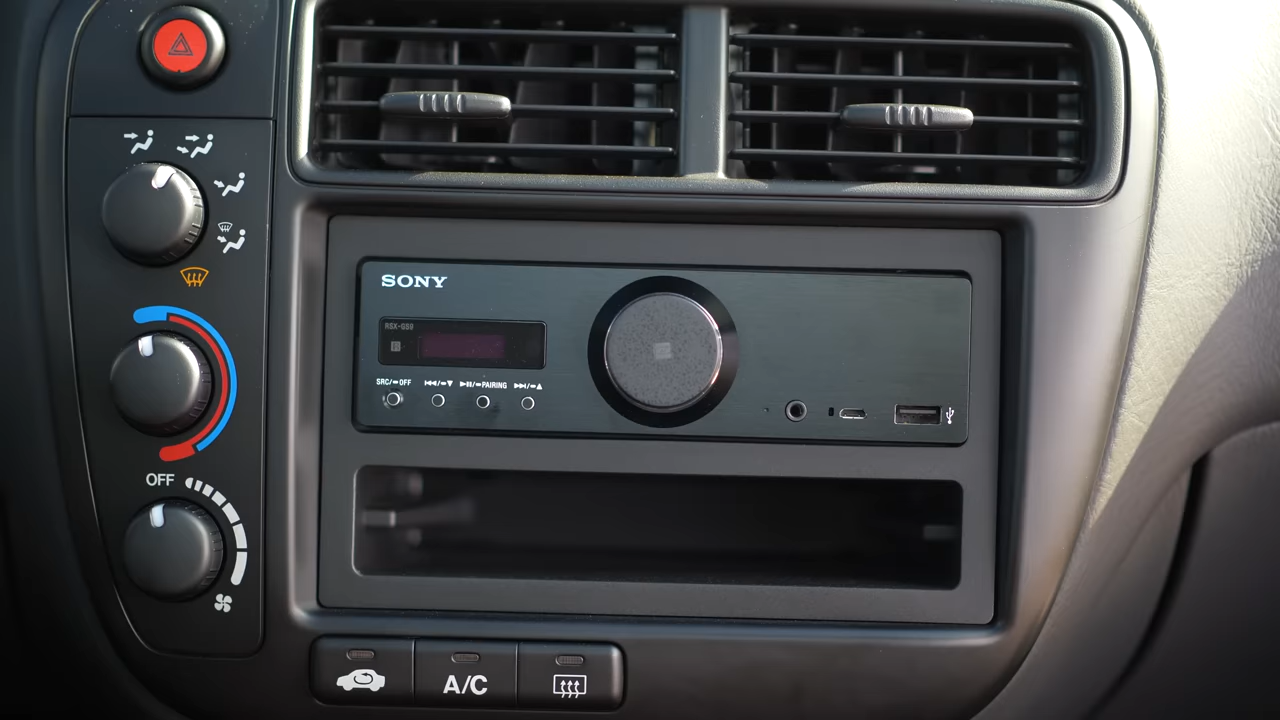 SONY
RSX-GS9
SRC/OFF
PAIRING
OFF
A/C